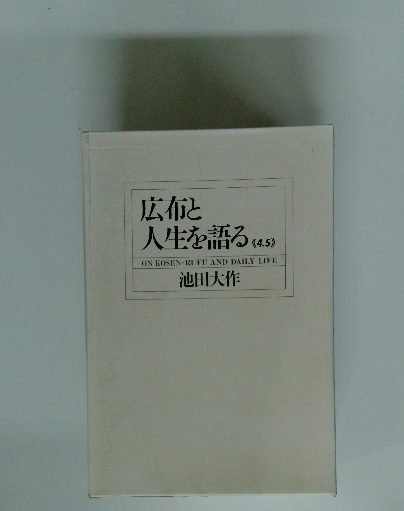 広布と
人生を語る《4.5》
ON KOSEN-RUFU AND DAILY LIFE
池田大作